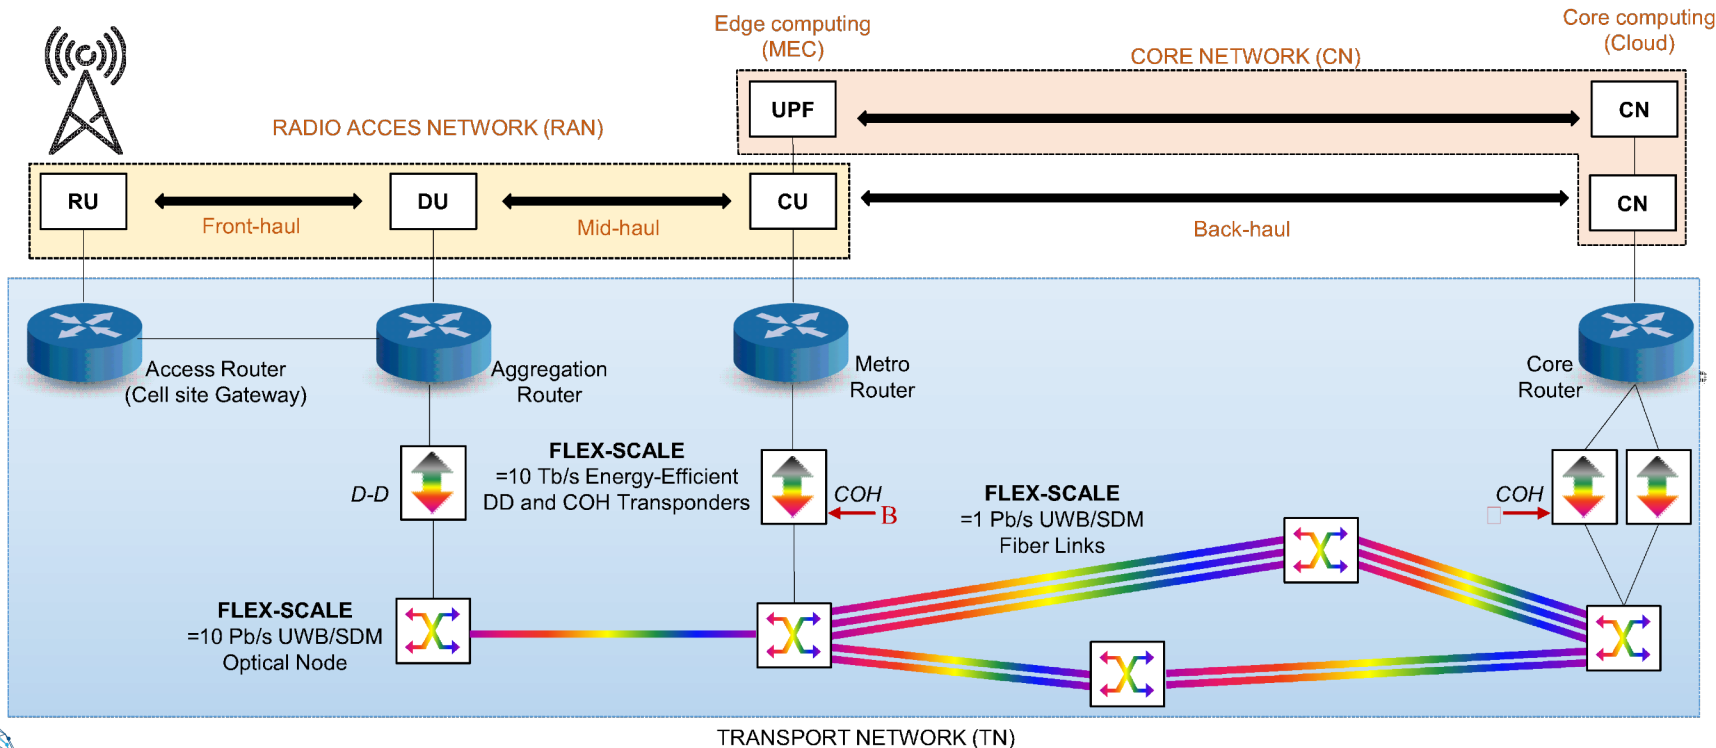 Edge computing
(MEC)
Core computing
(Cloud)
CORE NETWORK (CN)
UPF
CN
RADIO ACCES NETWORK (RAN)
RU
DU
CU
CN
Front-haul
Mid-haul
Back-haul
Access Router
(Cell site Gateway)
Aggregation
Router
Metro
Router
Core
Router
D-D
FLEX-SCALE
=10 Tb/s Energy-Efficient
DD and COH Transponders
COH
B
FLEX-SCALE
=1 Pb/s UWB/SDM
Fiber Links
COH
FLEX-SCALE
=10 Pb/s UWB/SDM
Optical Node
TRANSPORT NETWORK (TN)